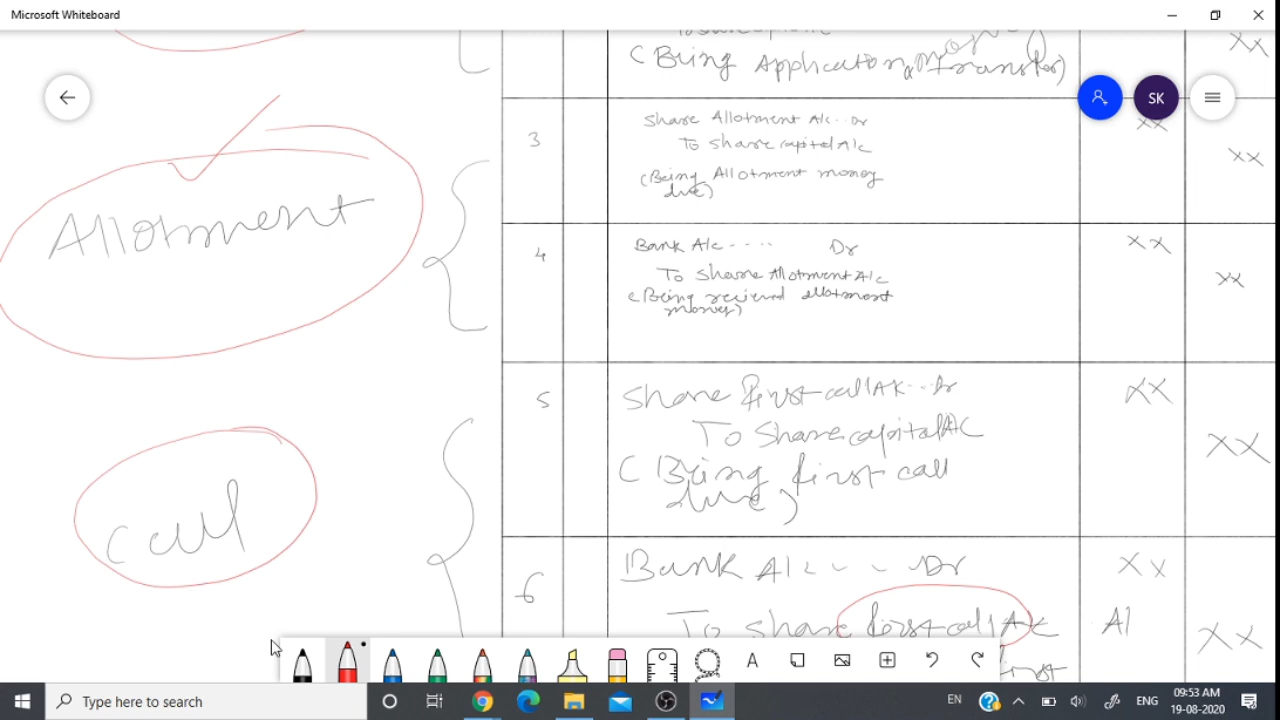 Microsoft Whiteboard
(Being Application money transfer)
XX
SK
3
Share Allotment A/c.. Dr
XX
To share capital A/c
XX
(Being Allotment money
due)
Allotment
4
Bank A/c .... Dr
XX
To share Allotment A/c
XX
(Being recieved allotment
money)
5
Share first call A/c...Dr
XX
To Share capital A/c
XX
(Being first call
due)
call
6
Bank A/c - - - Dr
XX
To share first call A/c
A/
XX
first
A
Type here to search
EN
ENG
09:53 AM
19-08-2020